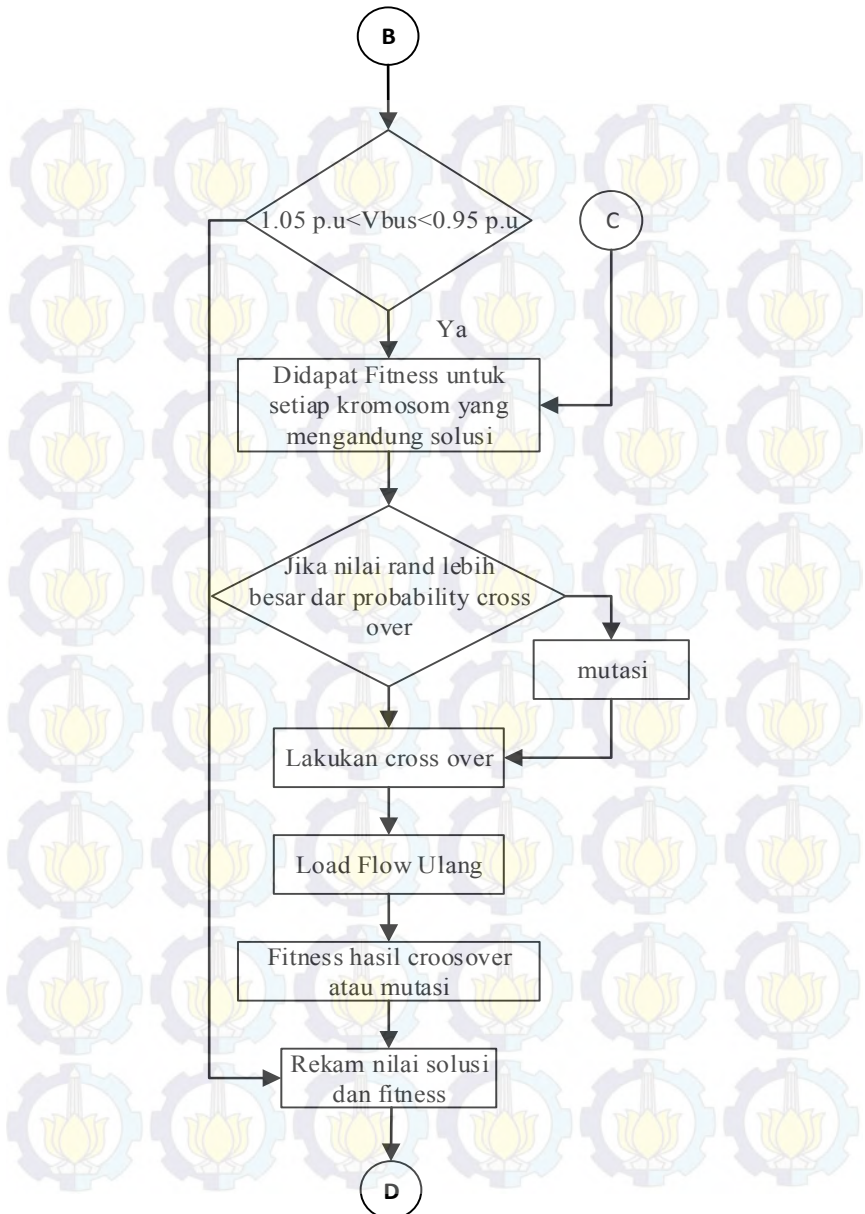 B
1.05 p.u<Vbus<0.95 p.u
C
Ya
Didapat Fitness untuk
setiap kromosom yang
mengandung solusi
Jika nilai rand lebih
besar dar probability cross
over
mutasi
Lakukan cross over
Load Flow Ulang
Fitness hasil croosover
atau mutasi
Rekam nilai solusi
dan fitness
D